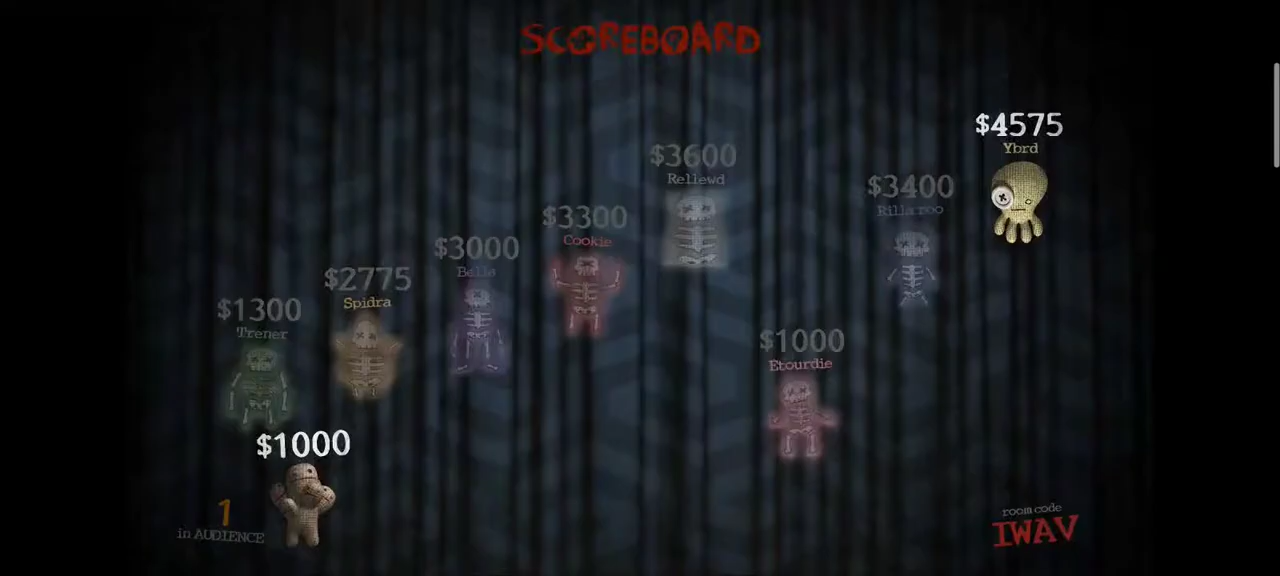 SCOREBOARD
$4575
Ybrd
$3600
Rellewd
$3400
Rillaroo
$3300
Cookie
$3000
Belle
$2775
Spidra
$1300
Trener
$1000
Etourdie
$1000
1
in AUDIENCE
room code
IWAV